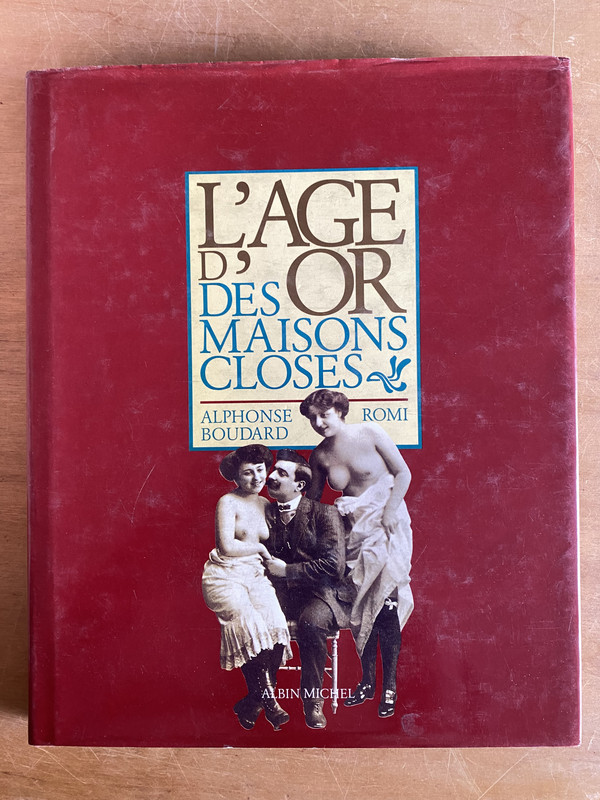 L'AGE
D'OR
DES
MAISONS
CLOSES
ALPHONSE
BOUDARD
ROMI
ALBIN MICHEL